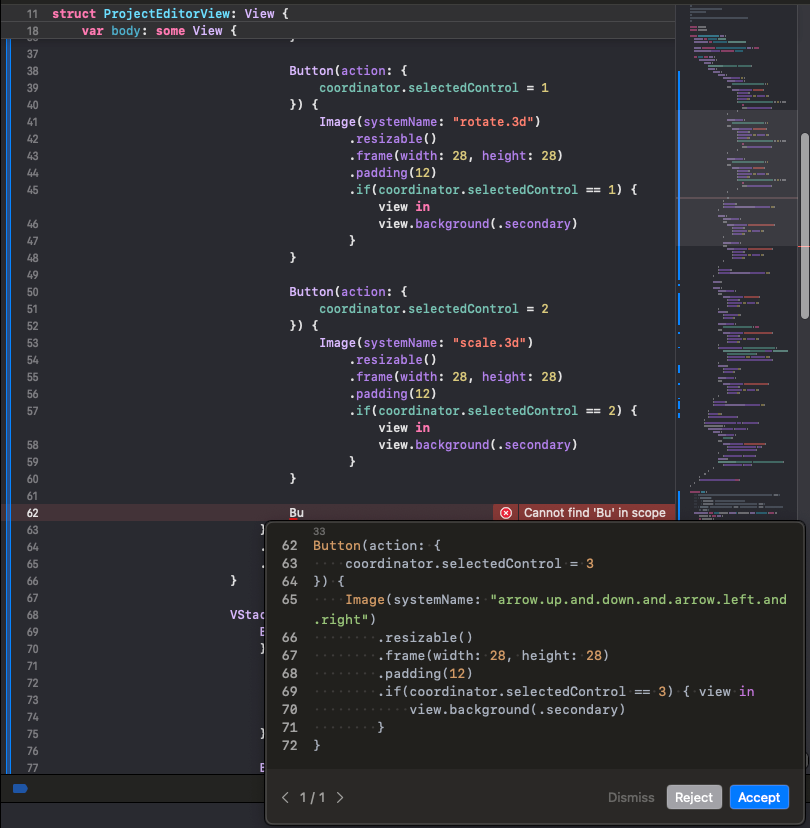 11 struct ProjectEditorView: View {
18 var body: some View {
37
38 Button(action: {
39 coordinator.selectedControl = 1
40 }) {
41 Image(systemName: "rotate.3d")
42 .resizable()
43 .frame(width: 28, height: 28)
44 .padding(12)
45 .if(coordinator.selectedControl == 1) {
view in
46 view.background(.secondary)
47 }
48 }
49
50 Button(action: {
51 coordinator.selectedControl = 2
52 }) {
53 Image(systemName: "scale.3d")
54 .resizable()
55 .frame(width: 28, height: 28)
56 .padding(12)
57 .if(coordinator.selectedControl == 2) {
view in
58 view.background(.secondary)
59 }
60 }
61
62 Bu Cannot find 'Bu' in scope
63 }
64 .
65 .
66 }
67
68 VStac
69
70 }
71
72
73
74
75 }
76
77
33
62 Button(action: {
63 coordinator.selectedControl = 3
64 }) {
65 Image(systemName: "arrow.up.and.down.and.arrow.left.and
.right")
66 .resizable()
67 .frame(width: 28, height: 28)
68 .padding(12)
69 .if(coordinator.selectedControl == 3) { view in
70 view.background(.secondary)
71 }
72 }
< 1 / 1 > Dismiss Reject Accept